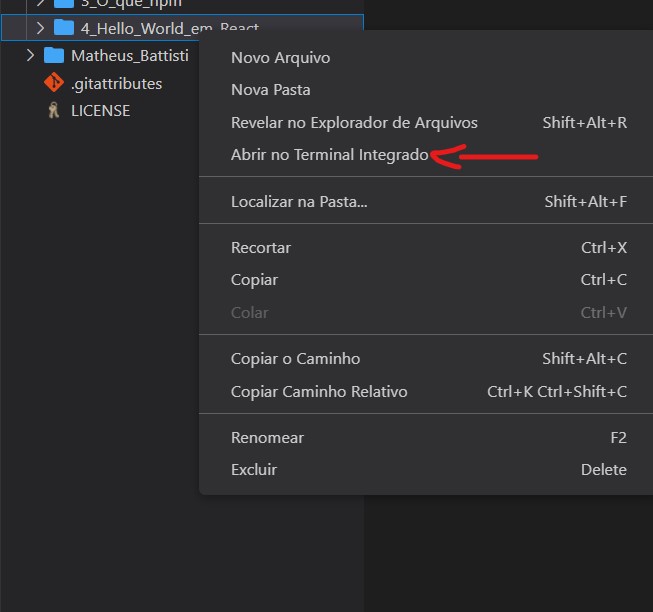 3_O_que_npm
4_Hello_World_em_React
Matheus_Battisti
.gitattributes
LICENSE
Novo Arquivo
Nova Pasta
Revelar no Explorador de Arquivos Shift+Alt+R
Abrir no Terminal Integrado
Localizar na Pasta... Shift+Alt+F
Recortar Ctrl+X
Copiar Ctrl+C
Colar Ctrl+V
Copiar o Caminho Shift+Alt+C
Copiar Caminho Relativo Ctrl+K Ctrl+Shift+C
Renomear F2
Excluir Delete